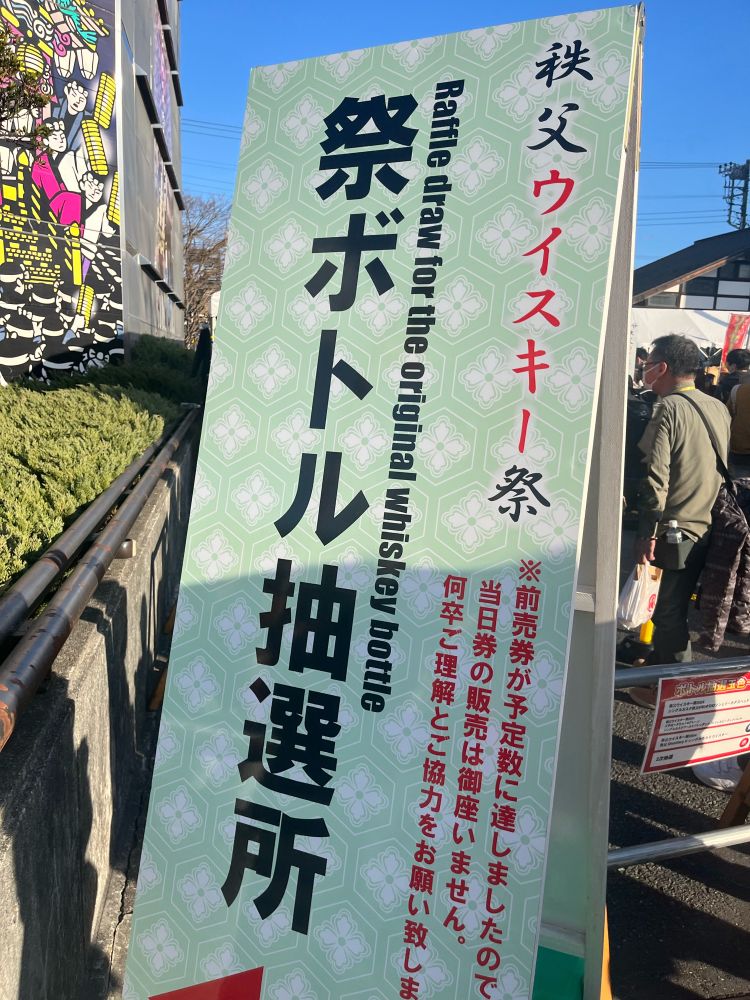 秩父ウイスキー祭
Raffle draw for the original whiskey bottle
祭ボトル抽選所
※前売券が予定数に達しましたので
当日券の販売は御座いません。
何卒ご理解とご協力をお願い致しま